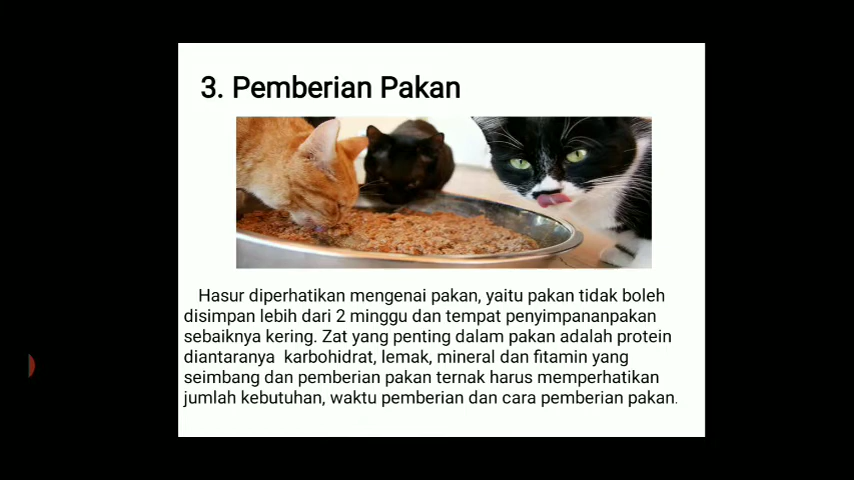 3. Pemberian Pakan
Hasur diperhatikan mengenai pakan, yaitu pakan tidak boleh
disimpan lebih dari 2 minggu dan tempat penyimpananpakan
sebaiknya kering. Zat yang penting dalam pakan adalah protein
diantaranya karbohidrat, lemak, mineral dan fitamin yang
seimbang dan pemberian pakan ternak harus memperhatikan
jumlah kebutuhan, waktu pemberian dan cara pemberian pakan.